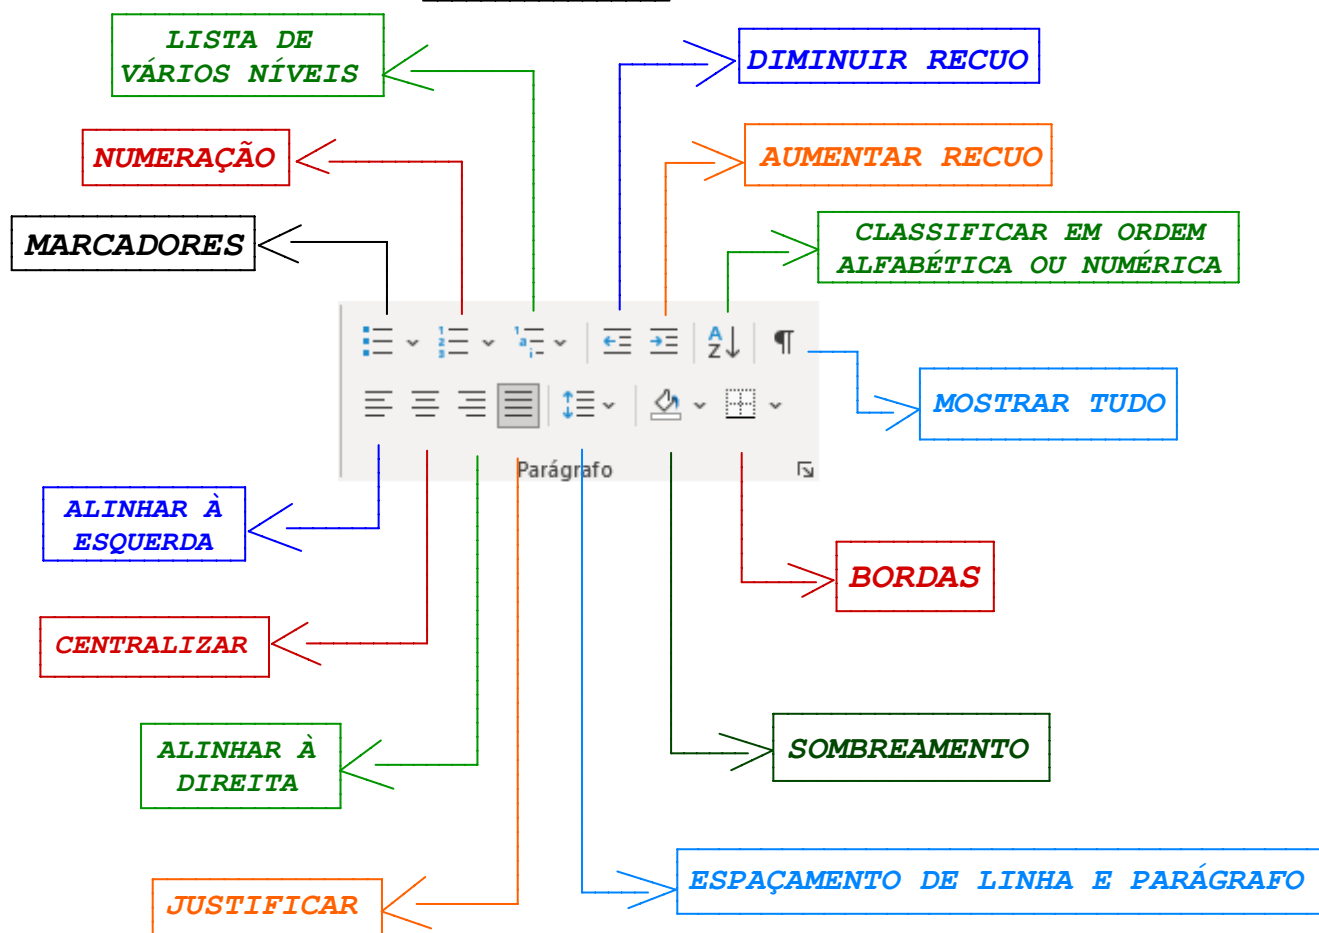 LISTA DE
VÁRIOS NÍVEIS
DIMINUIR RECUO
NUMERAÇÃO
AUMENTAR RECUO
MARCADORES
CLASSIFICAR EM ORDEM
ALFABÉTICA OU NUMÉRICA
MOSTRAR TUDO
Parágrafo
ALINHAR À
ESQUERDA
BORDAS
CENTRALIZAR
ALINHAR À
DIREITA
SOMBREAMENTO
ESPAÇAMENTO DE LINHA E PARÁGRAFO
JUSTIFICAR